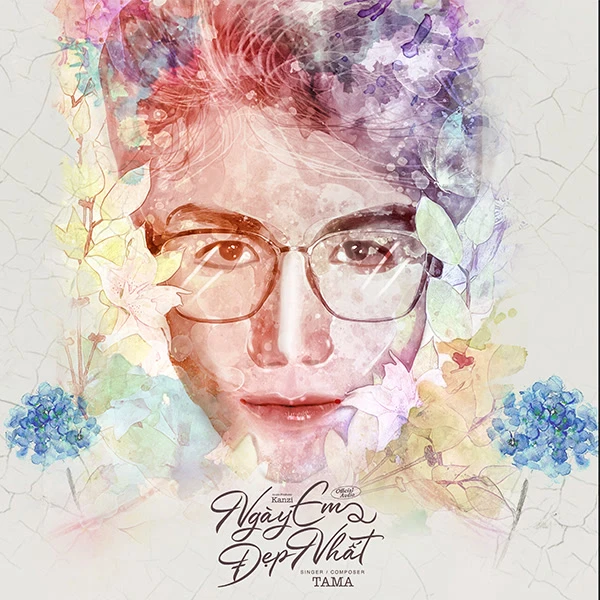 Kanzi
Official Audio
Ngày Em
Đẹp Nhất
SINGER / COMPOSER
TAMA